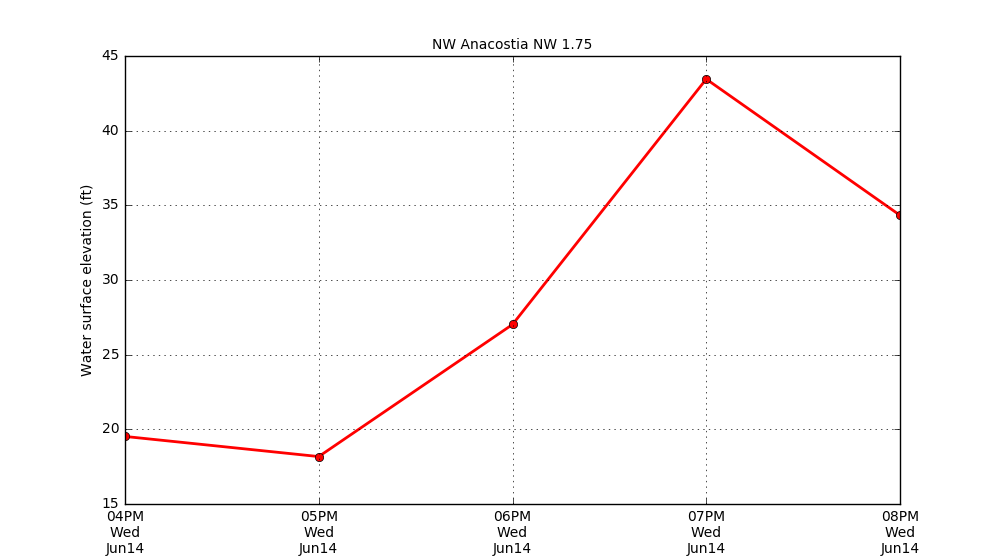 NW Anacostia NW 1.75
Water surface elevation (ft)
45
40
35
30
25
20
15
04PM
Wed
Jun14
05PM
Wed
Jun14
06PM
Wed
Jun14
07PM
Wed
Jun14
08PM
Wed
Jun14